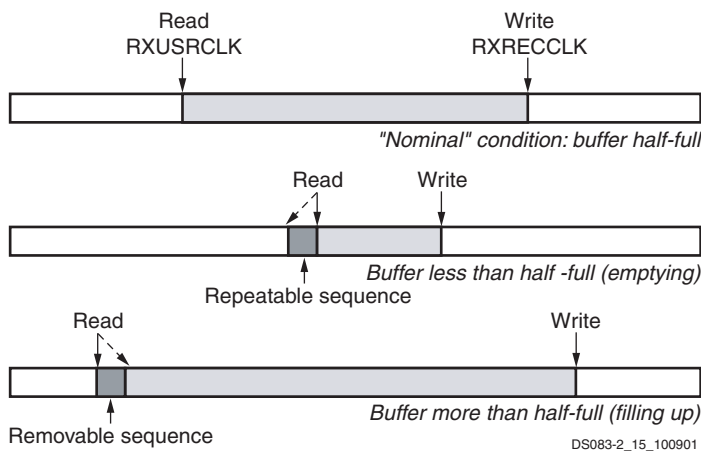 Read
RXUSRCLK
Write
RXRECCLK
"Nominal" condition: buffer half-full
Read
Write
Buffer less than half -full (emptying)
Repeatable sequence
Read
Write
Buffer more than half-full (filling up)
Removable sequence
DS083-2_15_100901